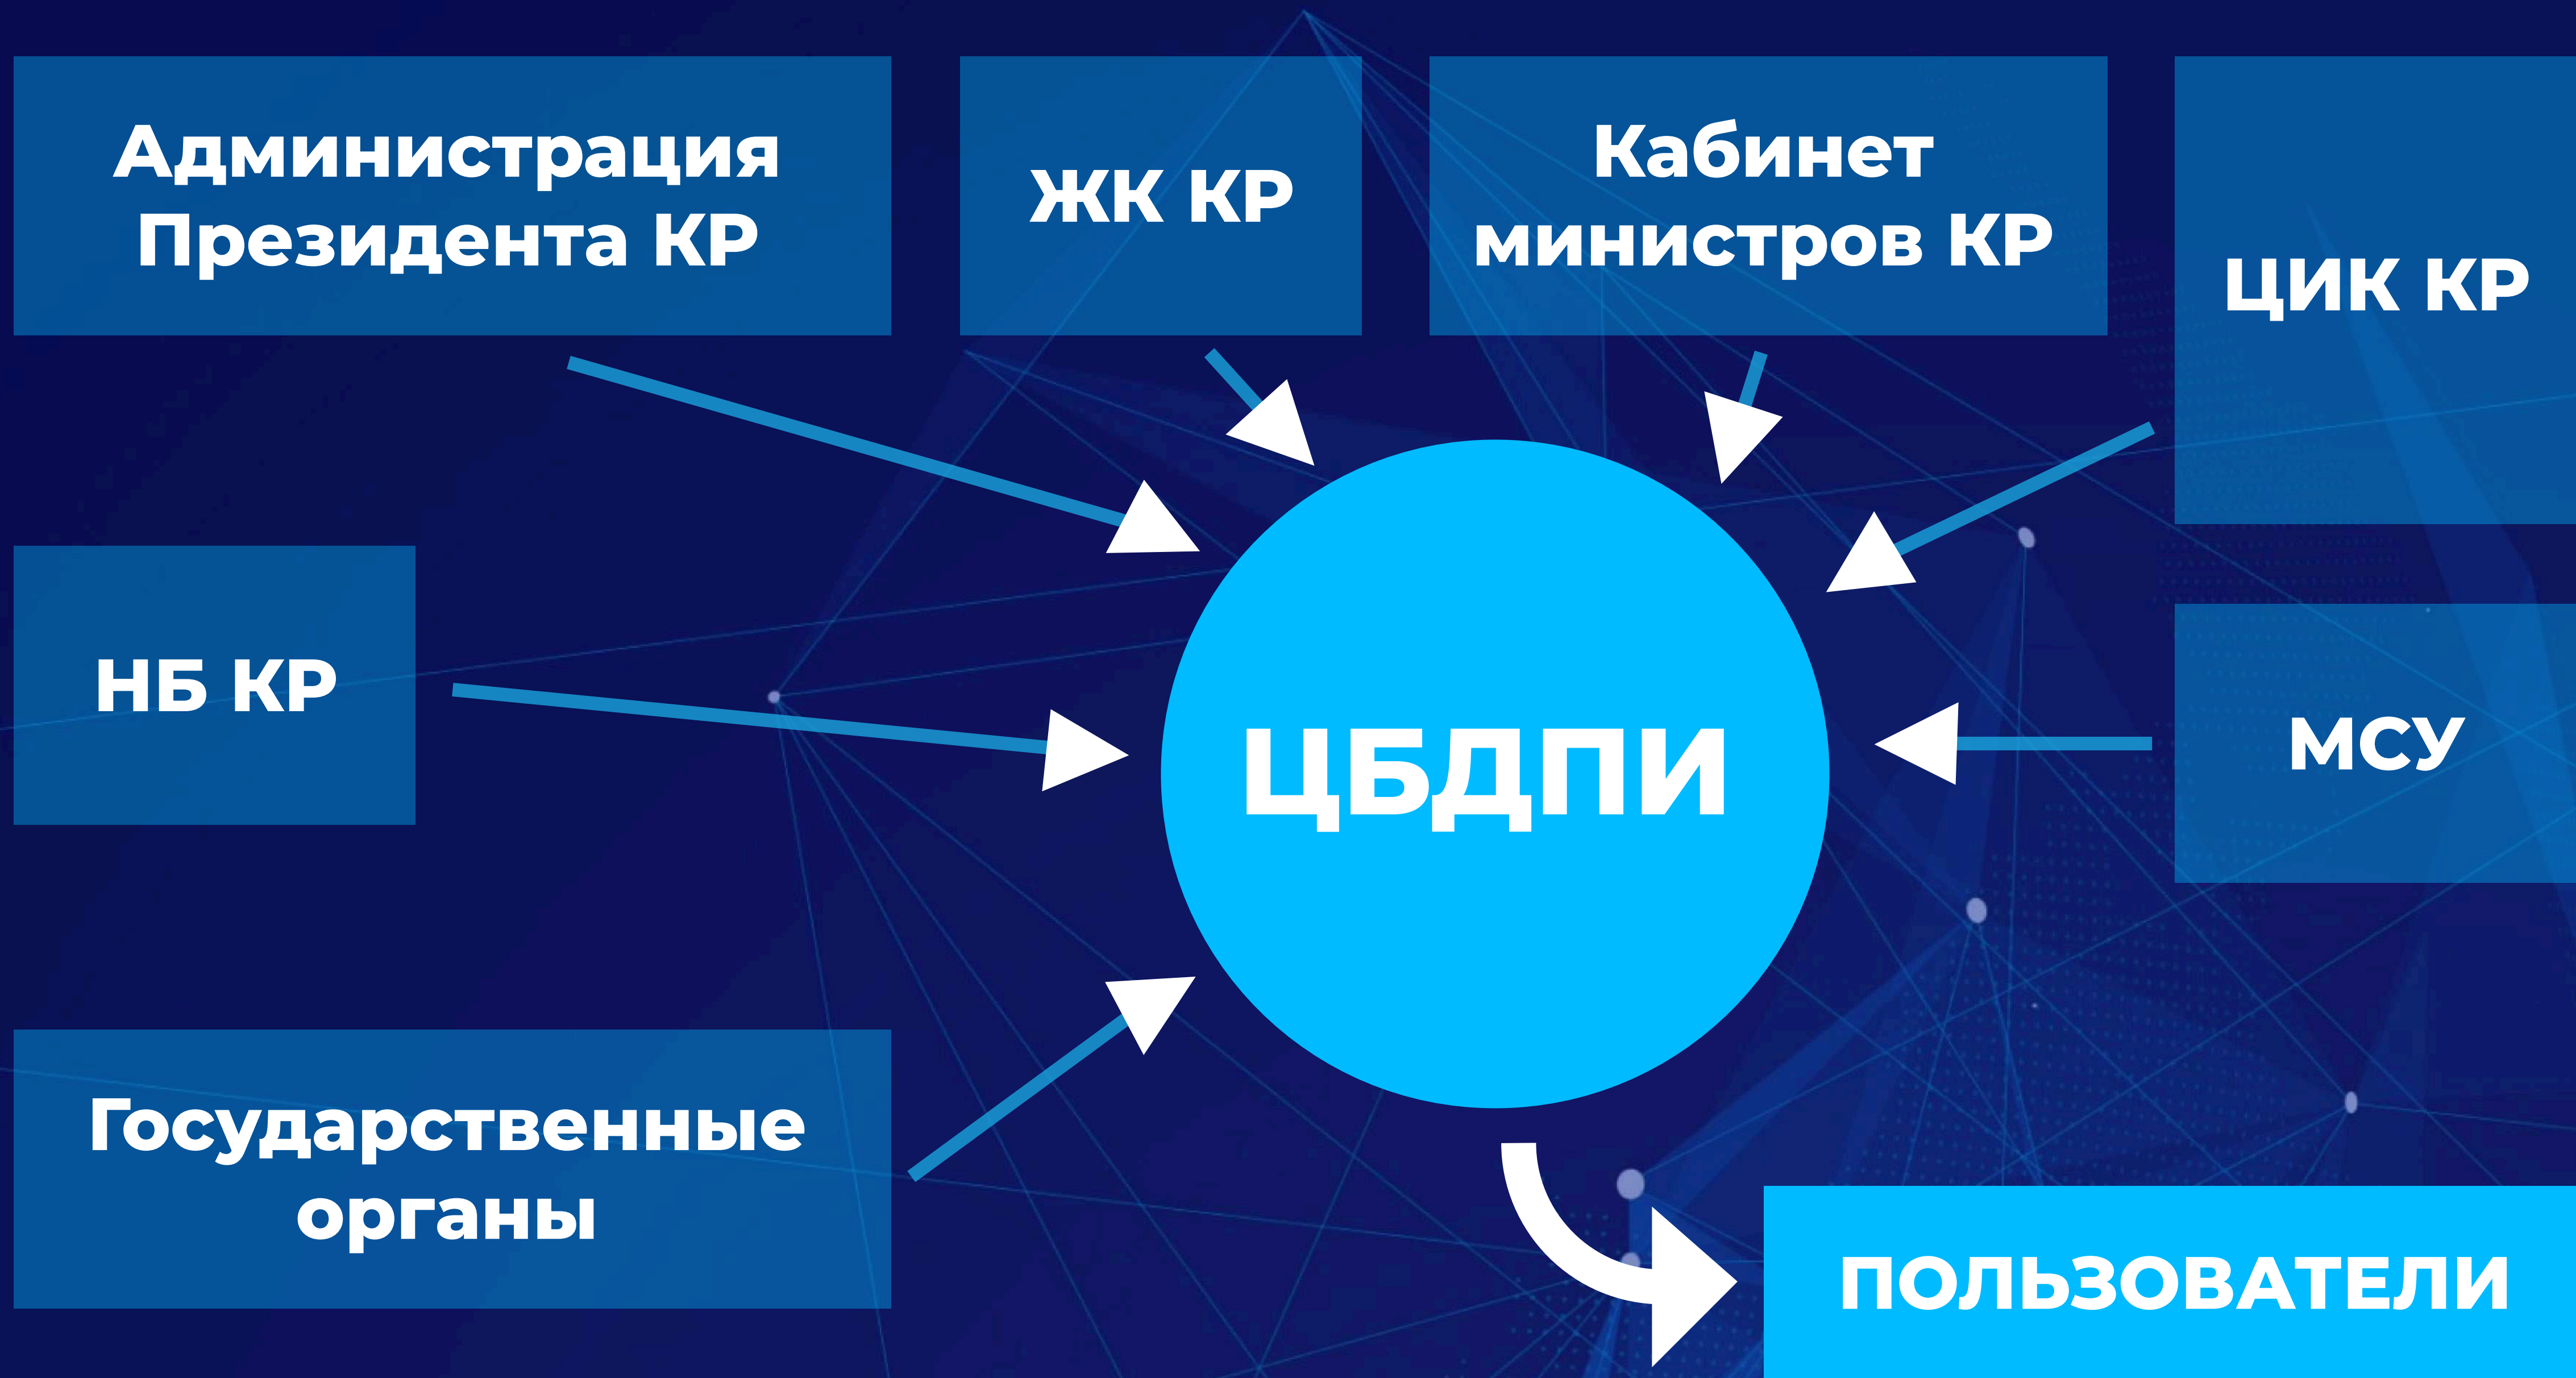 Администрация
Президента КР
ЖК КР
Кабинет
министров КР
ЦИК КР
НБ КР
ЦБДПИ
МСУ
Государственные
органы
ПОЛЬЗОВАТЕЛИ